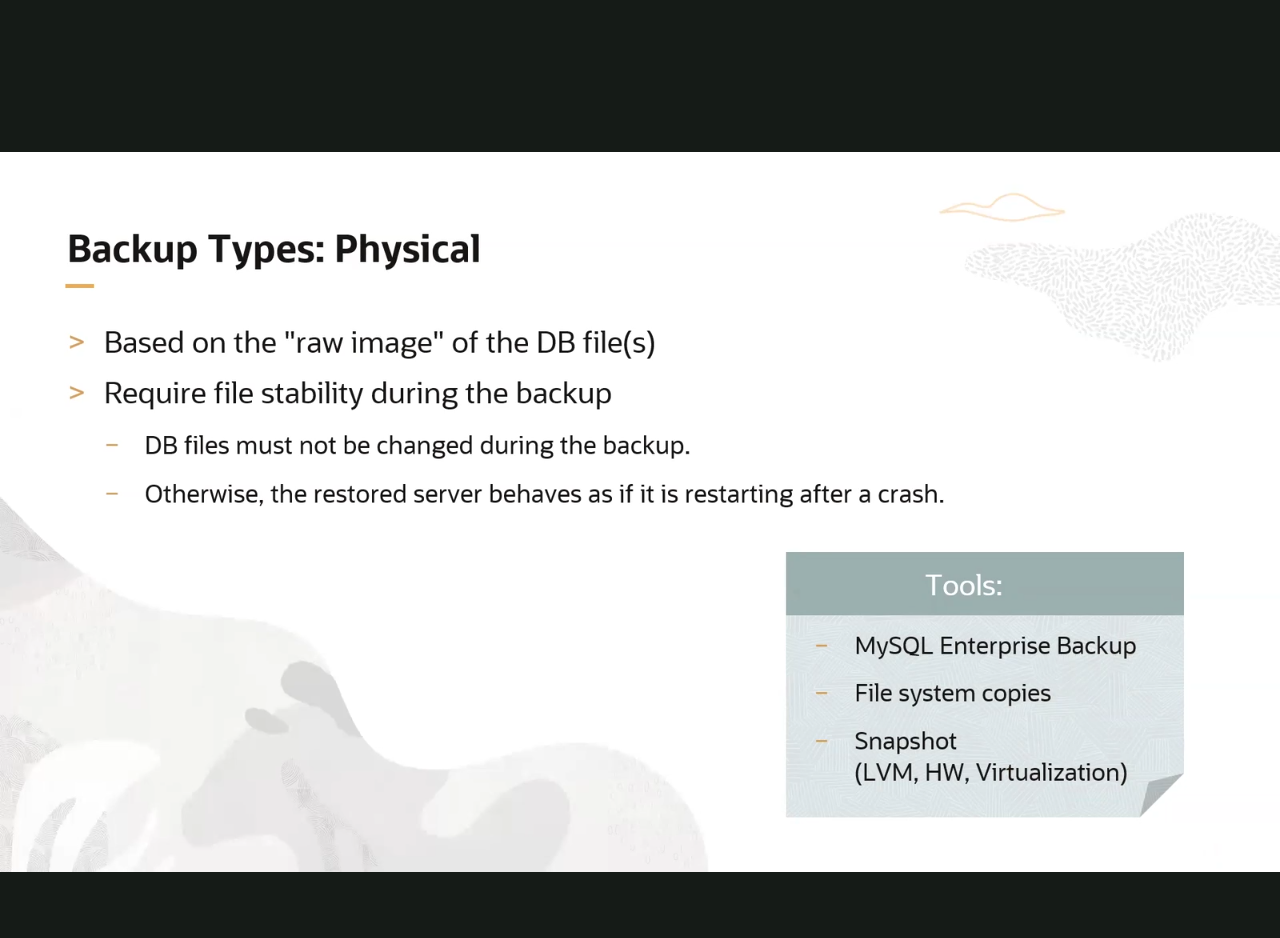 Backup Types: Physical
> Based on the "raw image" of the DB file(s)
> Require file stability during the backup
– DB files must not be changed during the backup.
– Otherwise, the restored server behaves as if it is restarting after a crash.
Tools:
– MySQL Enterprise Backup
– File system copies
– Snapshot
(LVM, HW, Virtualization)